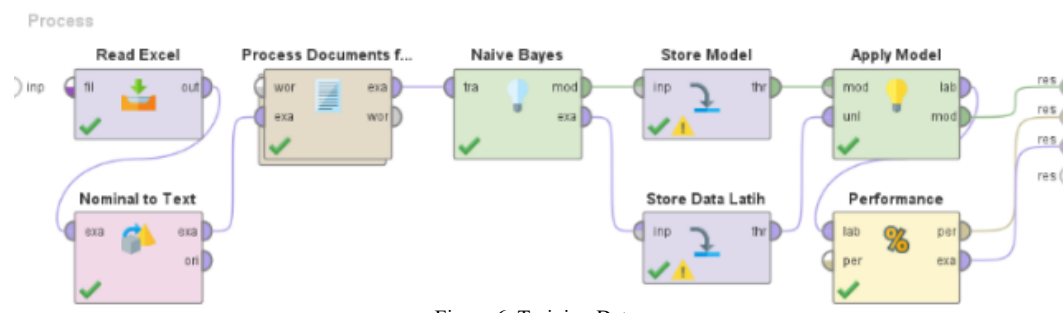 Process
Read Excel
Process Documents f...
Naive Bayes
Store Model
Apply Model
inp
fil
out
wor
exa
exa
wor
tra
mod
exa
inp
thr
mod
lab
unl
mod
res
res
res
res
Nominal to Text
Store Data Latih
Performance
exa
exa
ori
inp
thr
lab
per
per
exa
%